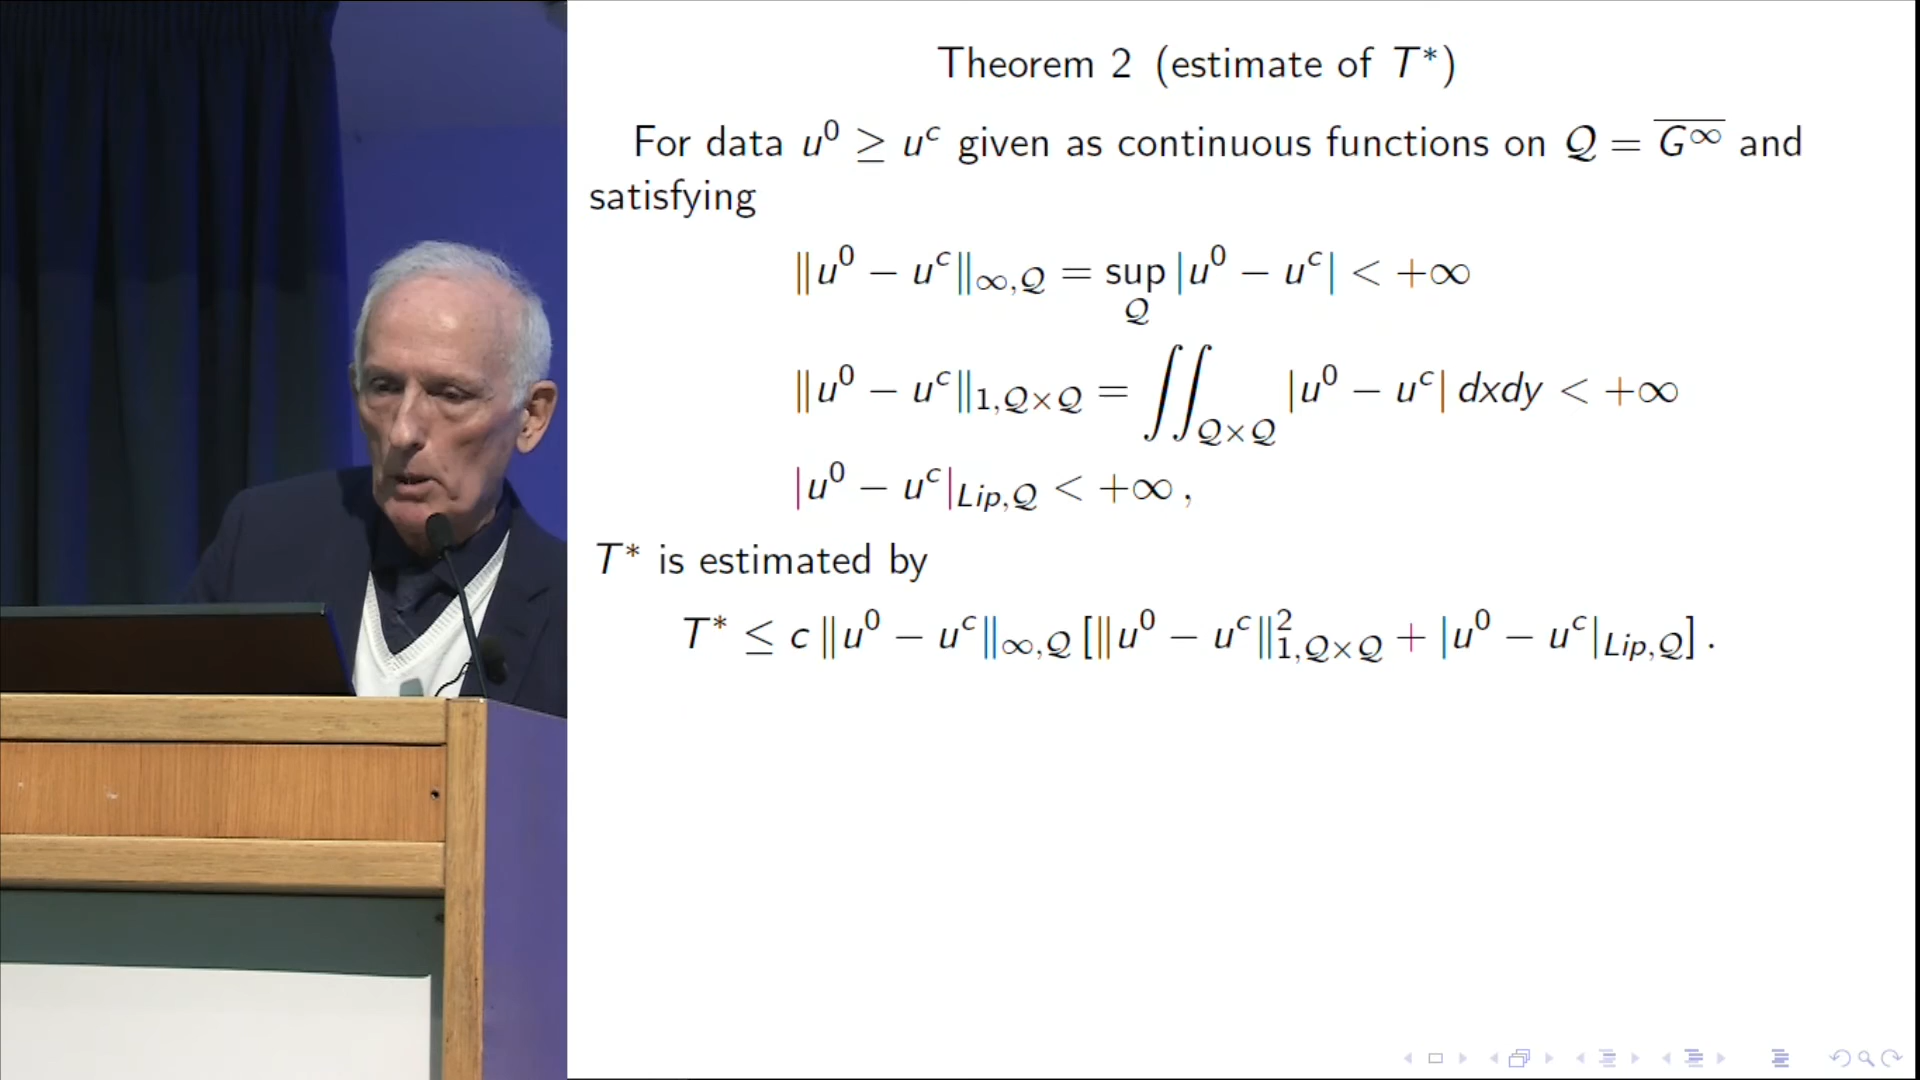 Theorem 2 (estimate of T*)
For data u⁰ ≥ uᶜ given as continuous functions on 𝒬 = \overline{G^∞} and
satisfying
‖u⁰ − uᶜ‖_{∞,𝒬} = sup_𝒬 |u⁰ − uᶜ| < +∞
‖u⁰ − uᶜ‖_{1,𝒬×𝒬} = ∬_{𝒬×𝒬} |u⁰ − uᶜ| dxdy < +∞
|u⁰ − uᶜ|_{Lip,𝒬} < +∞ ,
T* is estimated by
T* ≤ c ‖u⁰ − uᶜ‖_{∞,𝒬} [‖u⁰ − uᶜ‖²_{1,𝒬×𝒬} + |u⁰ − uᶜ|_{Lip,𝒬}] .